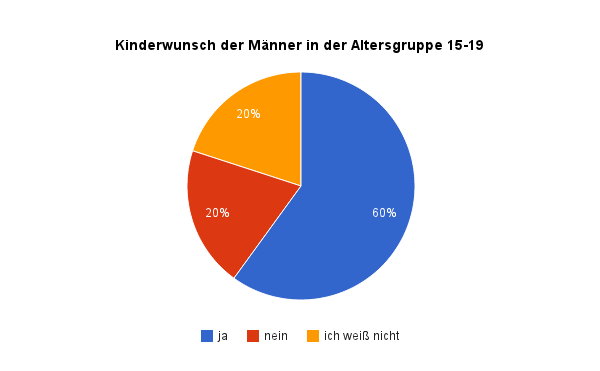 Kinderwunsch der Männer in der Altersgruppe 15-19
20%
20%
60%
ja nein ich weiß nicht